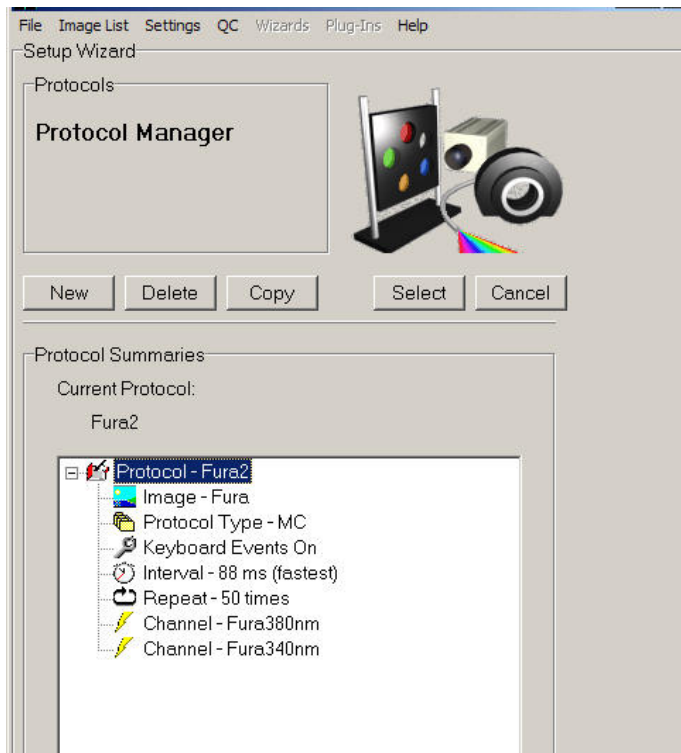 File Image List Settings QC Wizards Plug-Ins Help
Setup Wizard
Protocols
Protocol Manager
New Delete Copy Select Cancel
Protocol Summaries
Current Protocol:
Fura2
Protocol - Fura2
Image - Fura
Protocol Type - MC
Keyboard Events On
Interval - 88 ms (fastest)
Repeat - 50 times
Channel - Fura380nm
Channel - Fura340nm